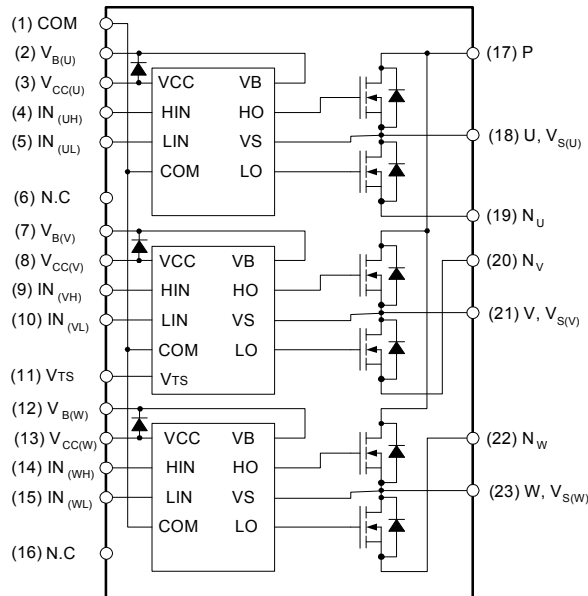 (1) COM
(2) V_B(U)
(3) V_CC(U)
(4) IN_(UH)
(5) IN_(UL)
(6) N.C
(7) V_B(V)
(8) V_CC(V)
(9) IN_(VH)
(10) IN_(VL)
(11) VTS
(12) V_B(W)
(13) V_CC(W)
(14) IN_(WH)
(15) IN_(WL)
(16) N.C
VCC VB
HIN HO
LIN VS
COM LO
VCC VB
HIN HO
LIN VS
COM LO
VTS
VCC VB
HIN HO
LIN VS
COM LO
(17) P
(18) U, V_S(U)
(19) N_U
(20) N_V
(21) V, V_S(V)
(22) N_W
(23) W, V_S(W)